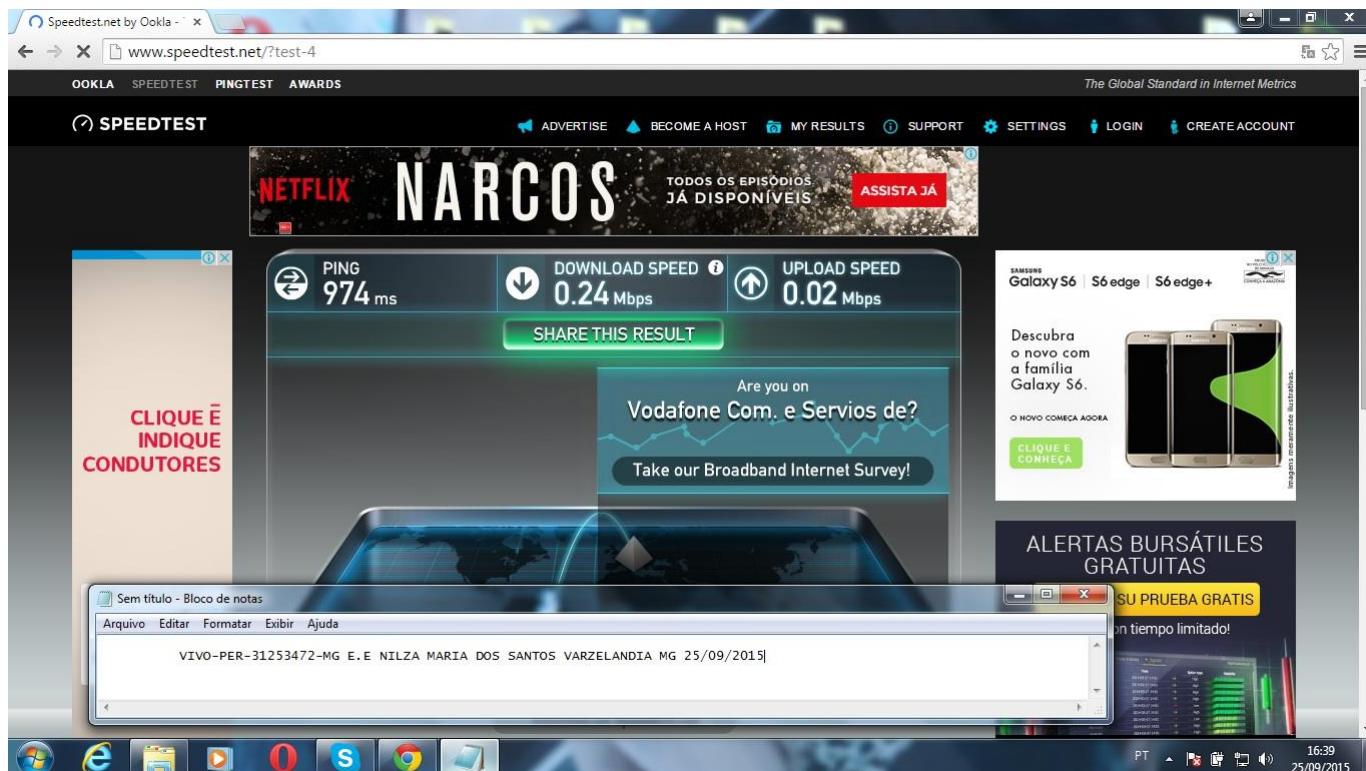 Speedtest.net by Ookla -
www.speedtest.net/?test-4
OOKLA SPEEDTEST PINGTEST AWARDS
The Global Standard in Internet Metrics
SPEEDTEST
ADVERTISE BECOME A HOST MY RESULTS SUPPORT SETTINGS LOGIN CREATE ACCOUNT
NETFLIX NARCOS
TODOS OS EPISÓDIOS
JÁ DISPONÍVEIS
ASSISTA JÁ
PING
974 ms
DOWNLOAD SPEED
0.24 Mbps
UPLOAD SPEED
0.02 Mbps
SHARE THIS RESULT
Are you on
Vodafone Com. e Servios de?
Take our Broadband Internet Survey!
CLIQUE E
INDIQUE
CONDUTORES
SAMSUNG
Galaxy S6 S6 edge S6 edge+
Descubra
o novo com
a família
Galaxy S6.
O NOVO COMEÇA AGORA
CLIQUE E
CONHEÇA
Imagens meramente ilustrativas.
ALERTAS BURSÁTILES
GRATUITAS
SU PRUEBA GRATIS
on tiempo limitado!
Sem título - Bloco de notas
Arquivo Editar Formatar Exibir Ajuda
VIVO-PER-31253472-MG E.E NILZA MARIA DOS SANTOS VARZELANDIA MG 25/09/2015
PT
16:39
25/09/2015